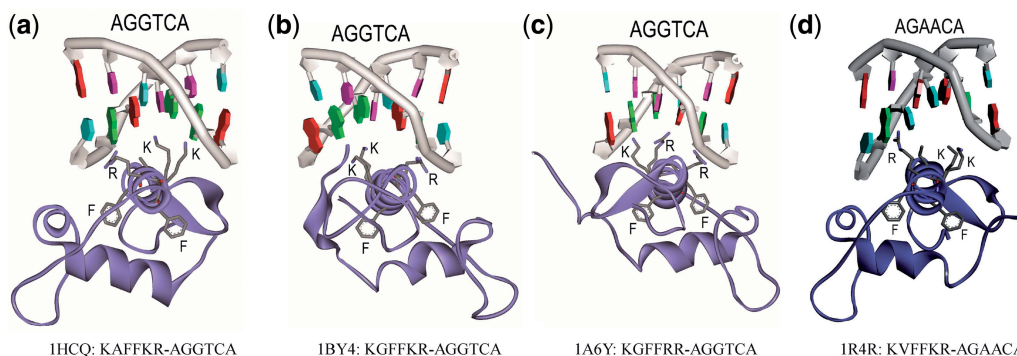 (a)
AGGTCA
K
K
R
F
F
1HCQ: KAFFKR-AGGTCA
(b)
AGGTCA
K
R
F
F
1BY4: KGFFKR-AGGTCA
(c)
AGGTCA
K
R
R
F
F
1A6Y: KGFFRR-AGGTCA
(d)
AGAACA
R
K
F
F
1R4R: KVFFKR-AGAACA